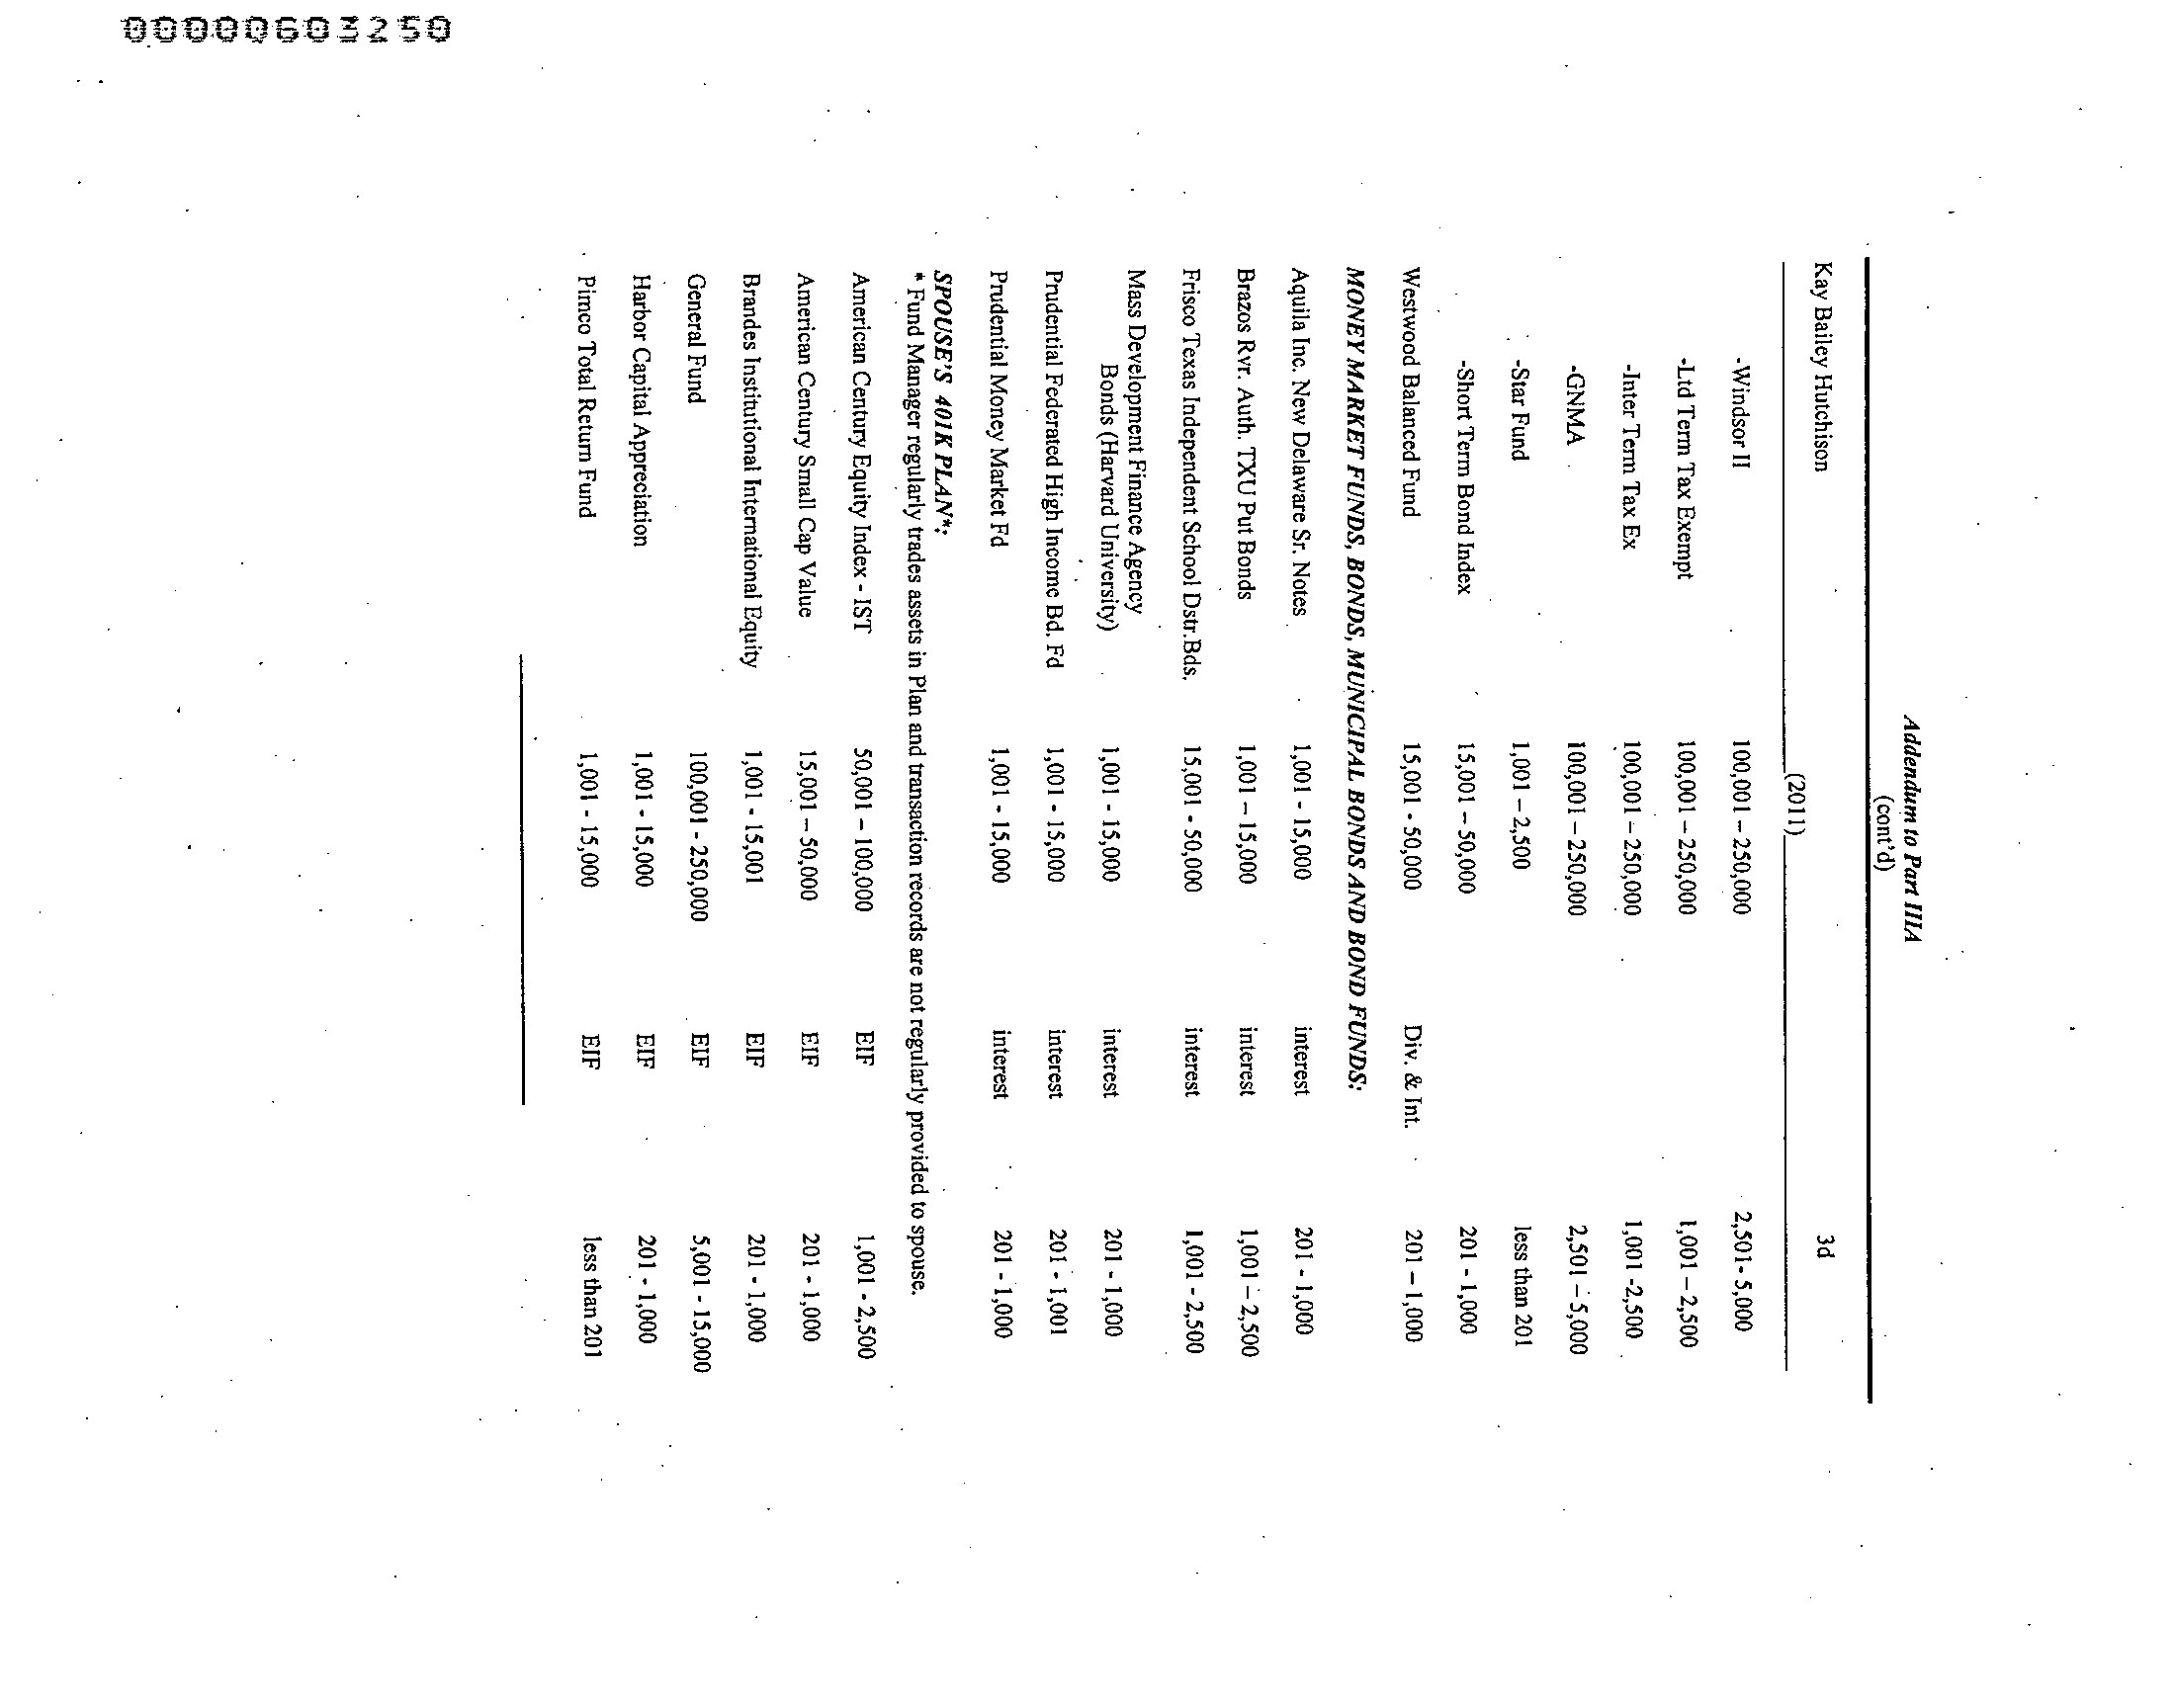 00000603250
Addendum to Part IIIA
(cont'd)
Kay Bailey Hutchison 3d
(2011)
-Windsor II 100,001 – 250,000 2,501- 5,000
-Ltd Term Tax Exempt 100,001 – 250,000 1,001 – 2,500
-Inter Term Tax Ex 100,001 – 250,000 1,001 -2,500
-GNMA 100,001 – 250,000 2,501 – 5,000
-Star Fund 1,001 – 2,500 less than 201
-Short Term Bond Index 15,001 – 50,000 201 - 1,000
Westwood Balanced Fund 15,001 - 50,000 Div. & Int. 201 – 1,000
MONEY MARKET FUNDS, BONDS, MUNICIPAL BONDS AND BOND FUNDS:
Aquila Inc. New Delaware Sr. Notes 1,001 - 15,000 interest 201 - 1,000
Brazos Rvr. Auth. TXU Put Bonds 1,001 – 15,000 interest 1,001 – 2,500
Frisco Texas Independent School Dstr.Bds. 15,001 - 50,000 interest 1,001 - 2,500
Mass Development Finance Agency
Bonds (Harvard University) 1,001 - 15,000 interest 201 - 1,000
Prudential Federated High Income Bd. Fd 1,001 - 15,000 interest 201 - 1,001
Prudential Money Market Fd 1,001 - 15,000 interest 201 - 1,000
SPOUSE'S 401K PLAN*:
* Fund Manager regularly trades assets in Plan and transaction records are not regularly provided to spouse.
American Century Equity Index - IST 50,001 – 100,000 EIF 1,001 - 2,500
American Century Small Cap Value 15,001 – 50,000 EIF 201 - 1,000
Brandes Institutional International Equity 1,001 - 15,001 EIF 201 - 1,000
General Fund 100,001 - 250,000 EIF 5,001 - 15,000
Harbor Capital Appreciation 1,001 - 15,000 EIF 201 - 1,000
Pimco Total Return Fund 1,001 - 15,000 EIF less than 201